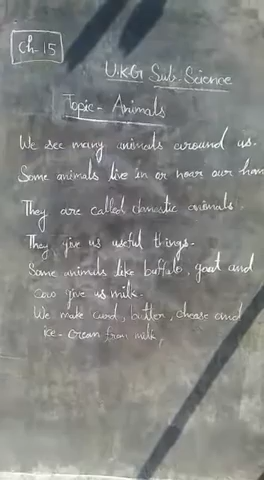 Ch-15
U.K.G Sub-Science
Topic- Animals
We see many animals around us.
Some animals live in or near our hom
They are called domastic animals.
They give us useful things.
Some animals like buffalo, goat and
cow give us milk.
We make curd, butter, cheese and
ice-cream from milk,